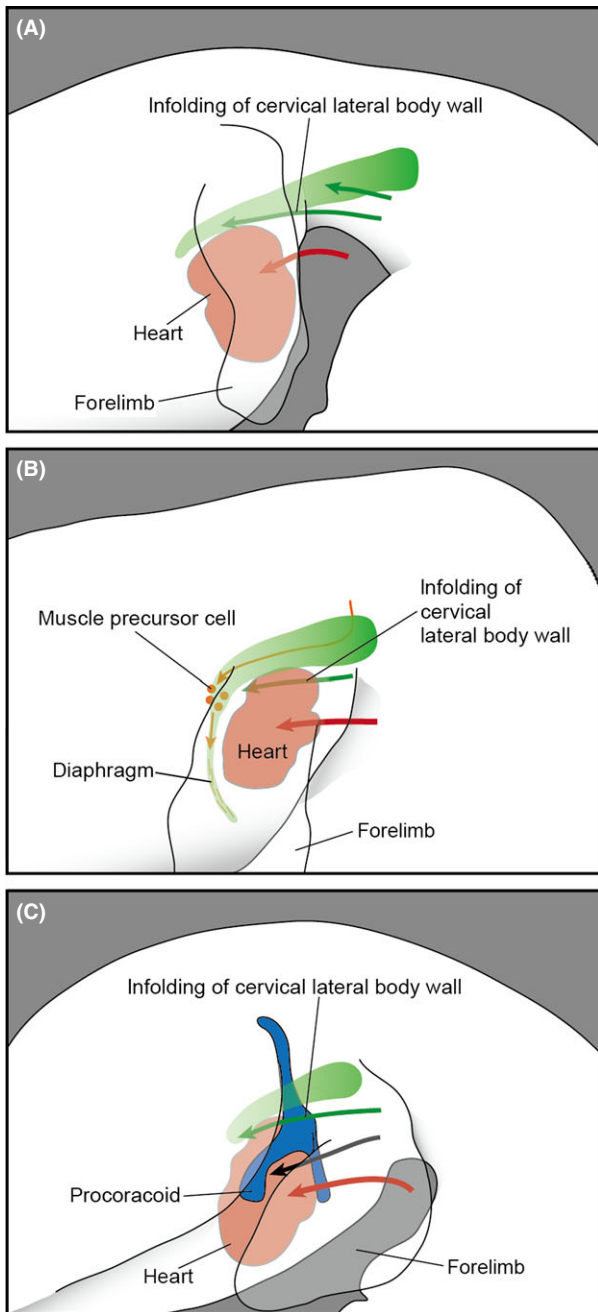 (A)
Infolding of cervical lateral body wall
Heart
Forelimb
(B)
Infolding of
cervical
lateral body wall
Muscle precursor cell
Heart
Diaphragm
Forelimb
(C)
Infolding of cervical lateral body wall
Procoracoid
Heart
Forelimb